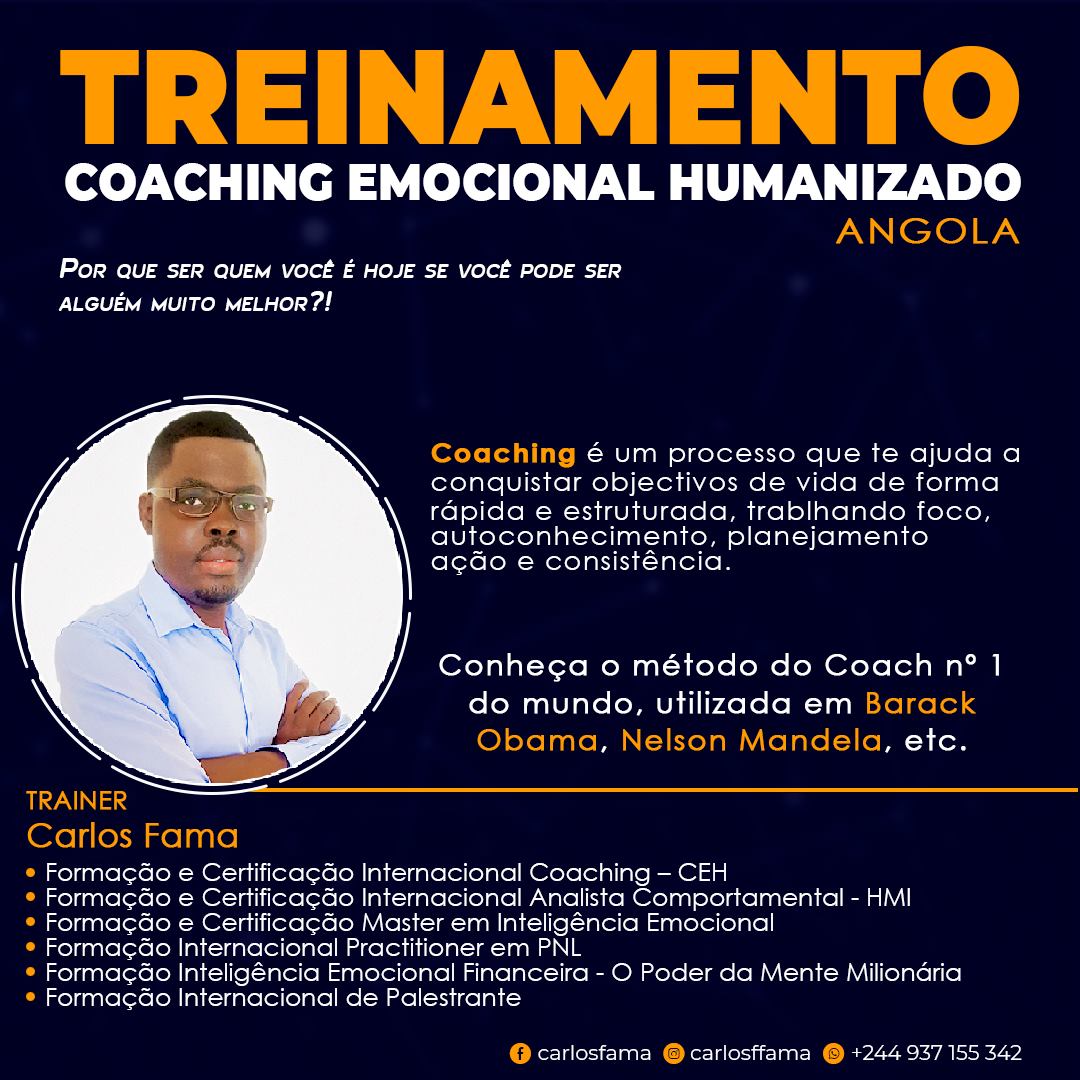 TREINAMENTO
COACHING EMOCIONAL HUMANIZADO
ANGOLA
POR QUE SER QUEM VOCÊ É HOJE SE VOCÊ PODE SER
ALGUÉM MUITO MELHOR?!
Coaching é um processo que te ajuda a
conquistar objectivos de vida de forma
rápida e estruturada, trablhando foco,
autoconhecimento, planejamento
ação e consistência.
Conheça o método do Coach nº 1
do mundo, utilizada em Barack
Obama, Nelson Mandela, etc.
TRAINER
Carlos Fama
• Formação e Certificação Internacional Coaching – CEH
• Formação e Certificação Internacional Analista Comportamental - HMI
• Formação e Certificação Master em Inteligência Emocional
• Formação Internacional Practitioner em PNL
• Formação Inteligência Emocional Financeira - O Poder da Mente Milionária
• Formação Internacional de Palestrante
carlosfama carlosffama +244 937 155 342